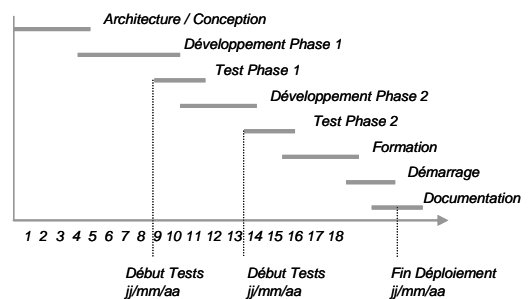 Architecture / Conception
Développement Phase 1
Test Phase 1
Développement Phase 2
Test Phase 2
Formation
Démarrage
Documentation
1 2 3 4 5 6 7 8 9 10 11 12 13 14 15 16 17 18
Début Tests Début Tests Fin Déploiement
jj/mm/aa jj/mm/aa jj/mm/aa